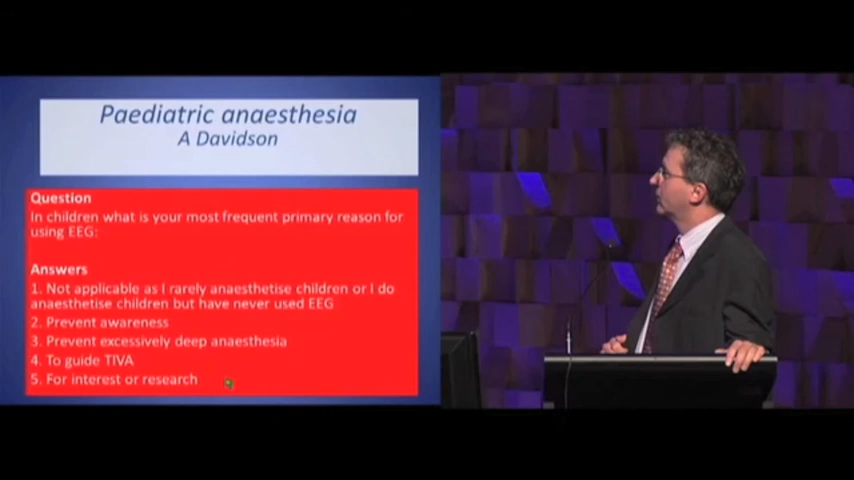 Paediatric anaesthesia
A Davidson
Question
In children what is your most frequent primary reason for
using EEG:
Answers
1. Not applicable as I rarely anaesthetise children or I do
anaesthetise children but have never used EEG
2. Prevent awareness
3. Prevent excessively deep anaesthesia
4. To guide TIVA
5. For interest or research